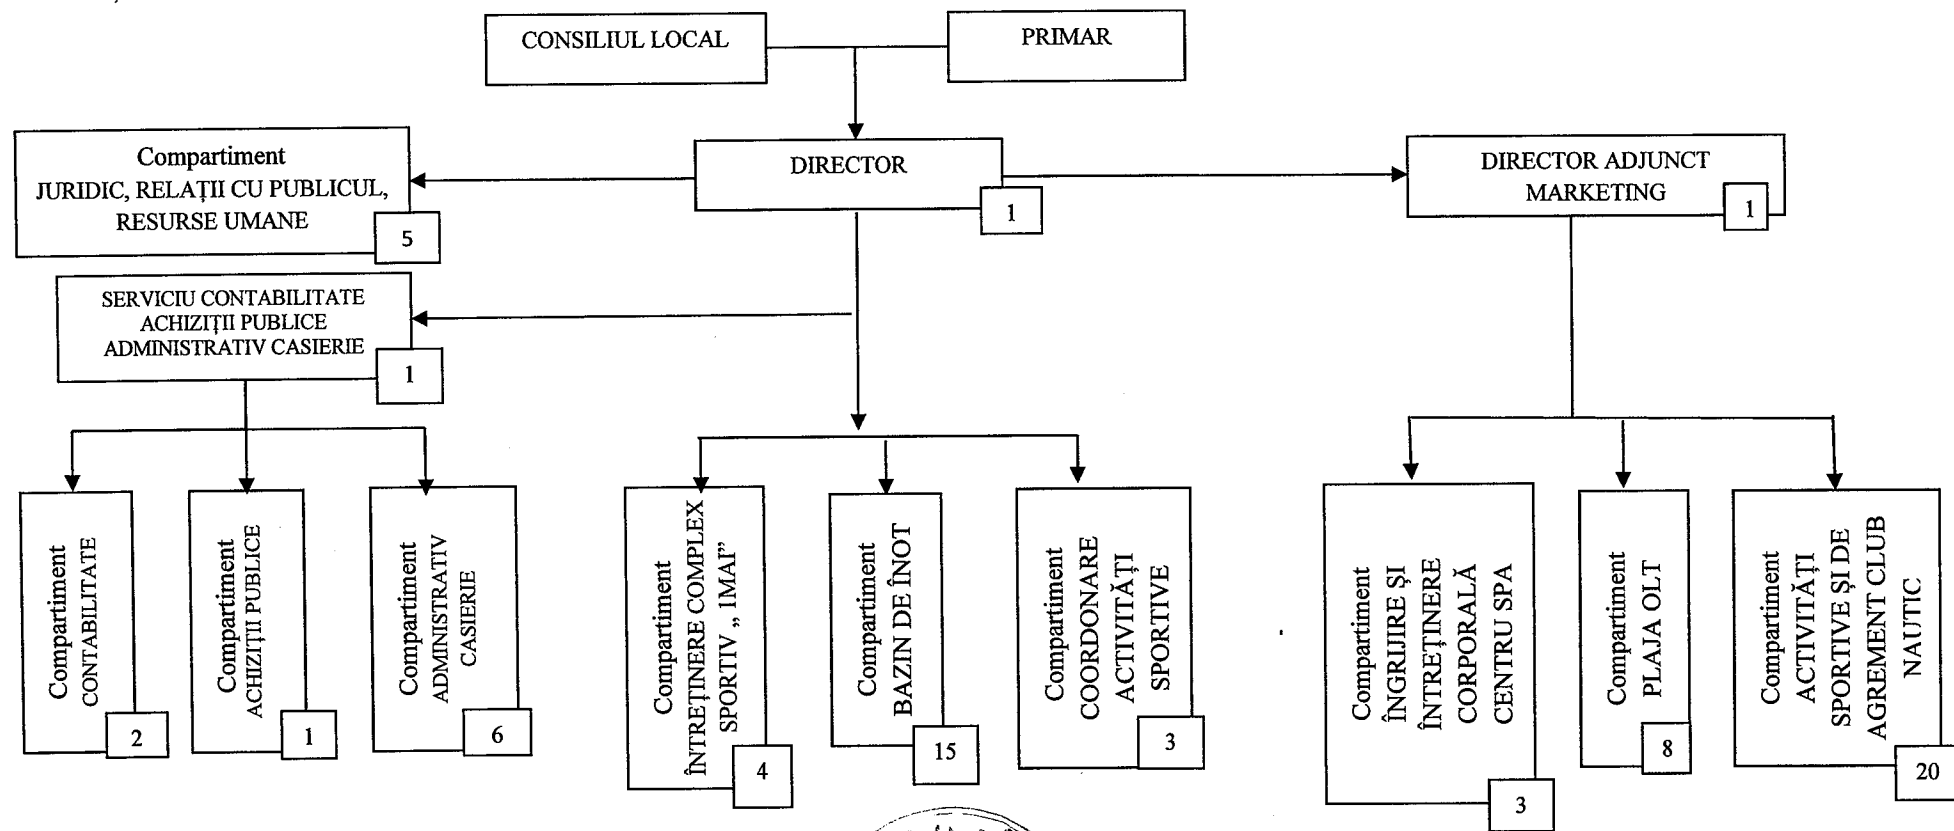 CONSILIUL LOCAL
PRIMAR
Compartiment
JURIDIC, RELAȚII CU PUBLICUL,
RESURSE UMANE
5
DIRECTOR
1
DIRECTOR ADJUNCT
MARKETING
1
SERVICIU CONTABILITATE
ACHIZIȚII PUBLICE
ADMINISTRATIV CASIERIE
1
Compartiment
CONTABILITATE
2
Compartiment
ACHIZIȚII PUBLICE
1
Compartiment
ADMINISTRATIV
CASIERIE
6
Compartiment
ÎNTREȚINERE COMPLEX
SPORTIV „ 1MAI”
4
Compartiment
BAZIN DE ÎNOT
15
Compartiment
COORDONARE
ACTIVITĂȚI
SPORTIVE
3
Compartiment
ÎNGRIJIRE ȘI
ÎNTREȚINERE
CORPORALĂ
CENTRU SPA
3
Compartiment
PLAJA OLT
8
Compartiment
ACTIVITĂȚI
SPORTIVE ȘI DE
AGREMENT CLUB
NAUTIC
20